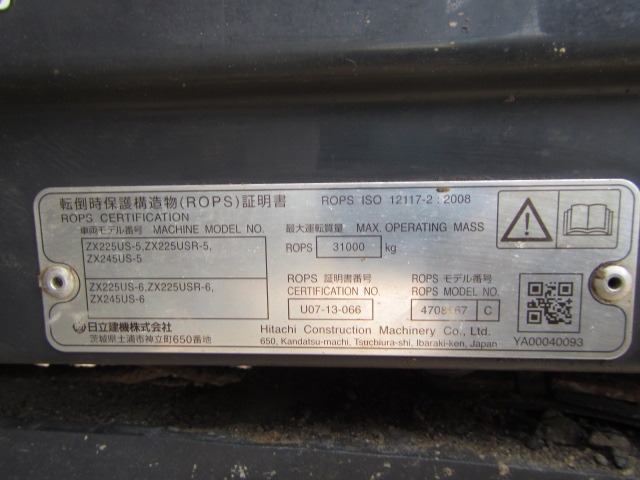 転倒時保護構造物(ROPS)証明書 ROPS ISO 12117-2 : 2008
ROPS CERTIFICATION
車両モデル番号 MACHINE MODEL NO.
ZX225US-5,ZX225USR-5,
ZX245US-5
ZX225US-6,ZX225USR-6,
ZX245US-6
最大運転質量 MAX. OPERATING MASS
ROPS 31000 kg
ROPS 証明書番号
CERTIFICATION NO.
U07-13-066
ROPS モデル番号
ROPS MODEL NO.
C
日立建機株式会社
茨城県土浦市神立町650番地
Hitachi Construction Machinery Co., Ltd.
650, Kandatsu-machi, Tsuchiura-shi, Ibaraki-ken, Japan
YA00040093